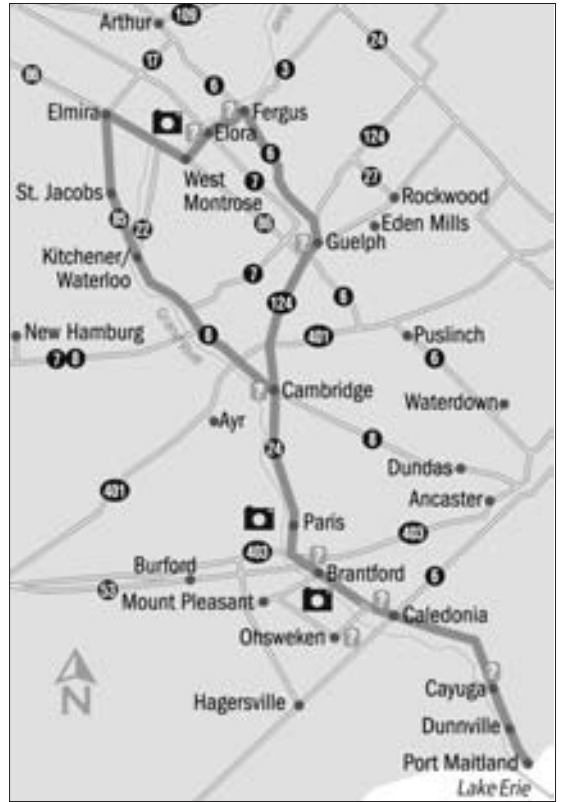 109
Arthur
24
17
86
6
3
Elmira
?
Fergus
?
Elora
124
6
West
Montrose
7
27
St. Jacobs
Rockwood
85
22
86
Eden Mills
?
Guelph
Kitchener/
Waterloo
7
6
124
New Hamburg
8
401
Puslinch
7
8
6
?
Cambridge
Waterdown
Ayr
8
24
Dundas
401
Ancaster
Paris
403
403
?
Burford
Brantford
6
53
Mount Pleasant
?
Caledonia
Ohsweken
?
N
?
Hagersville
Cayuga
Dunnville
Port Maitland
Lake Erie